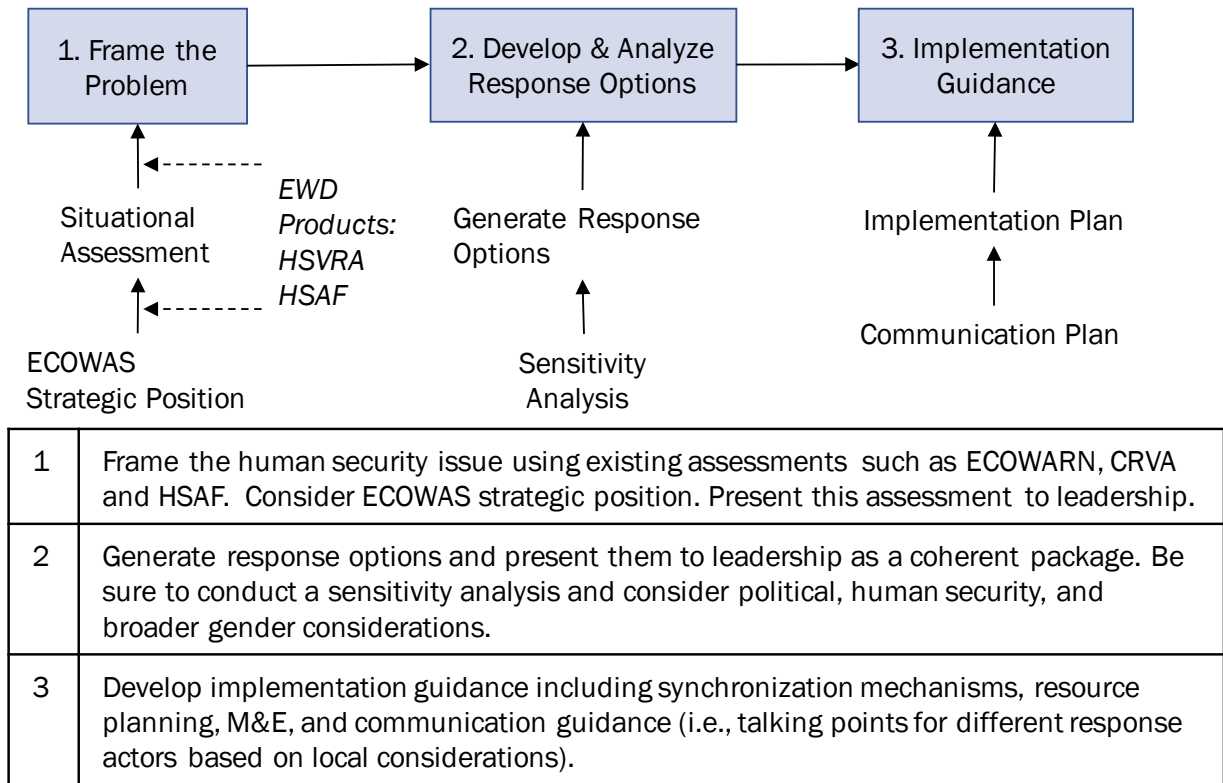 1. Frame the
Problem
2. Develop & Analyze
Response Options
3. Implementation
Guidance
Situational
Assessment
EWD
Products:
HSVRA
HSAF
ECOWAS
Strategic Position
Generate Response
Options
Sensitivity
Analysis
Implementation Plan
Communication Plan
1
Frame the human security issue using existing assessments such as ECOWARN, CRVA
and HSAF. Consider ECOWAS strategic position. Present this assessment to leadership.
2
Generate response options and present them to leadership as a coherent package. Be
sure to conduct a sensitivity analysis and consider political, human security, and
broader gender considerations.
3
Develop implementation guidance including synchronization mechanisms, resource
planning, M&E, and communication guidance (i.e., talking points for different response
actors based on local considerations).